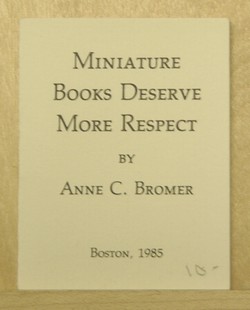 Miniature
Books Deserve
More Respect
by
Anne C. Bromer
Boston, 1985
10-